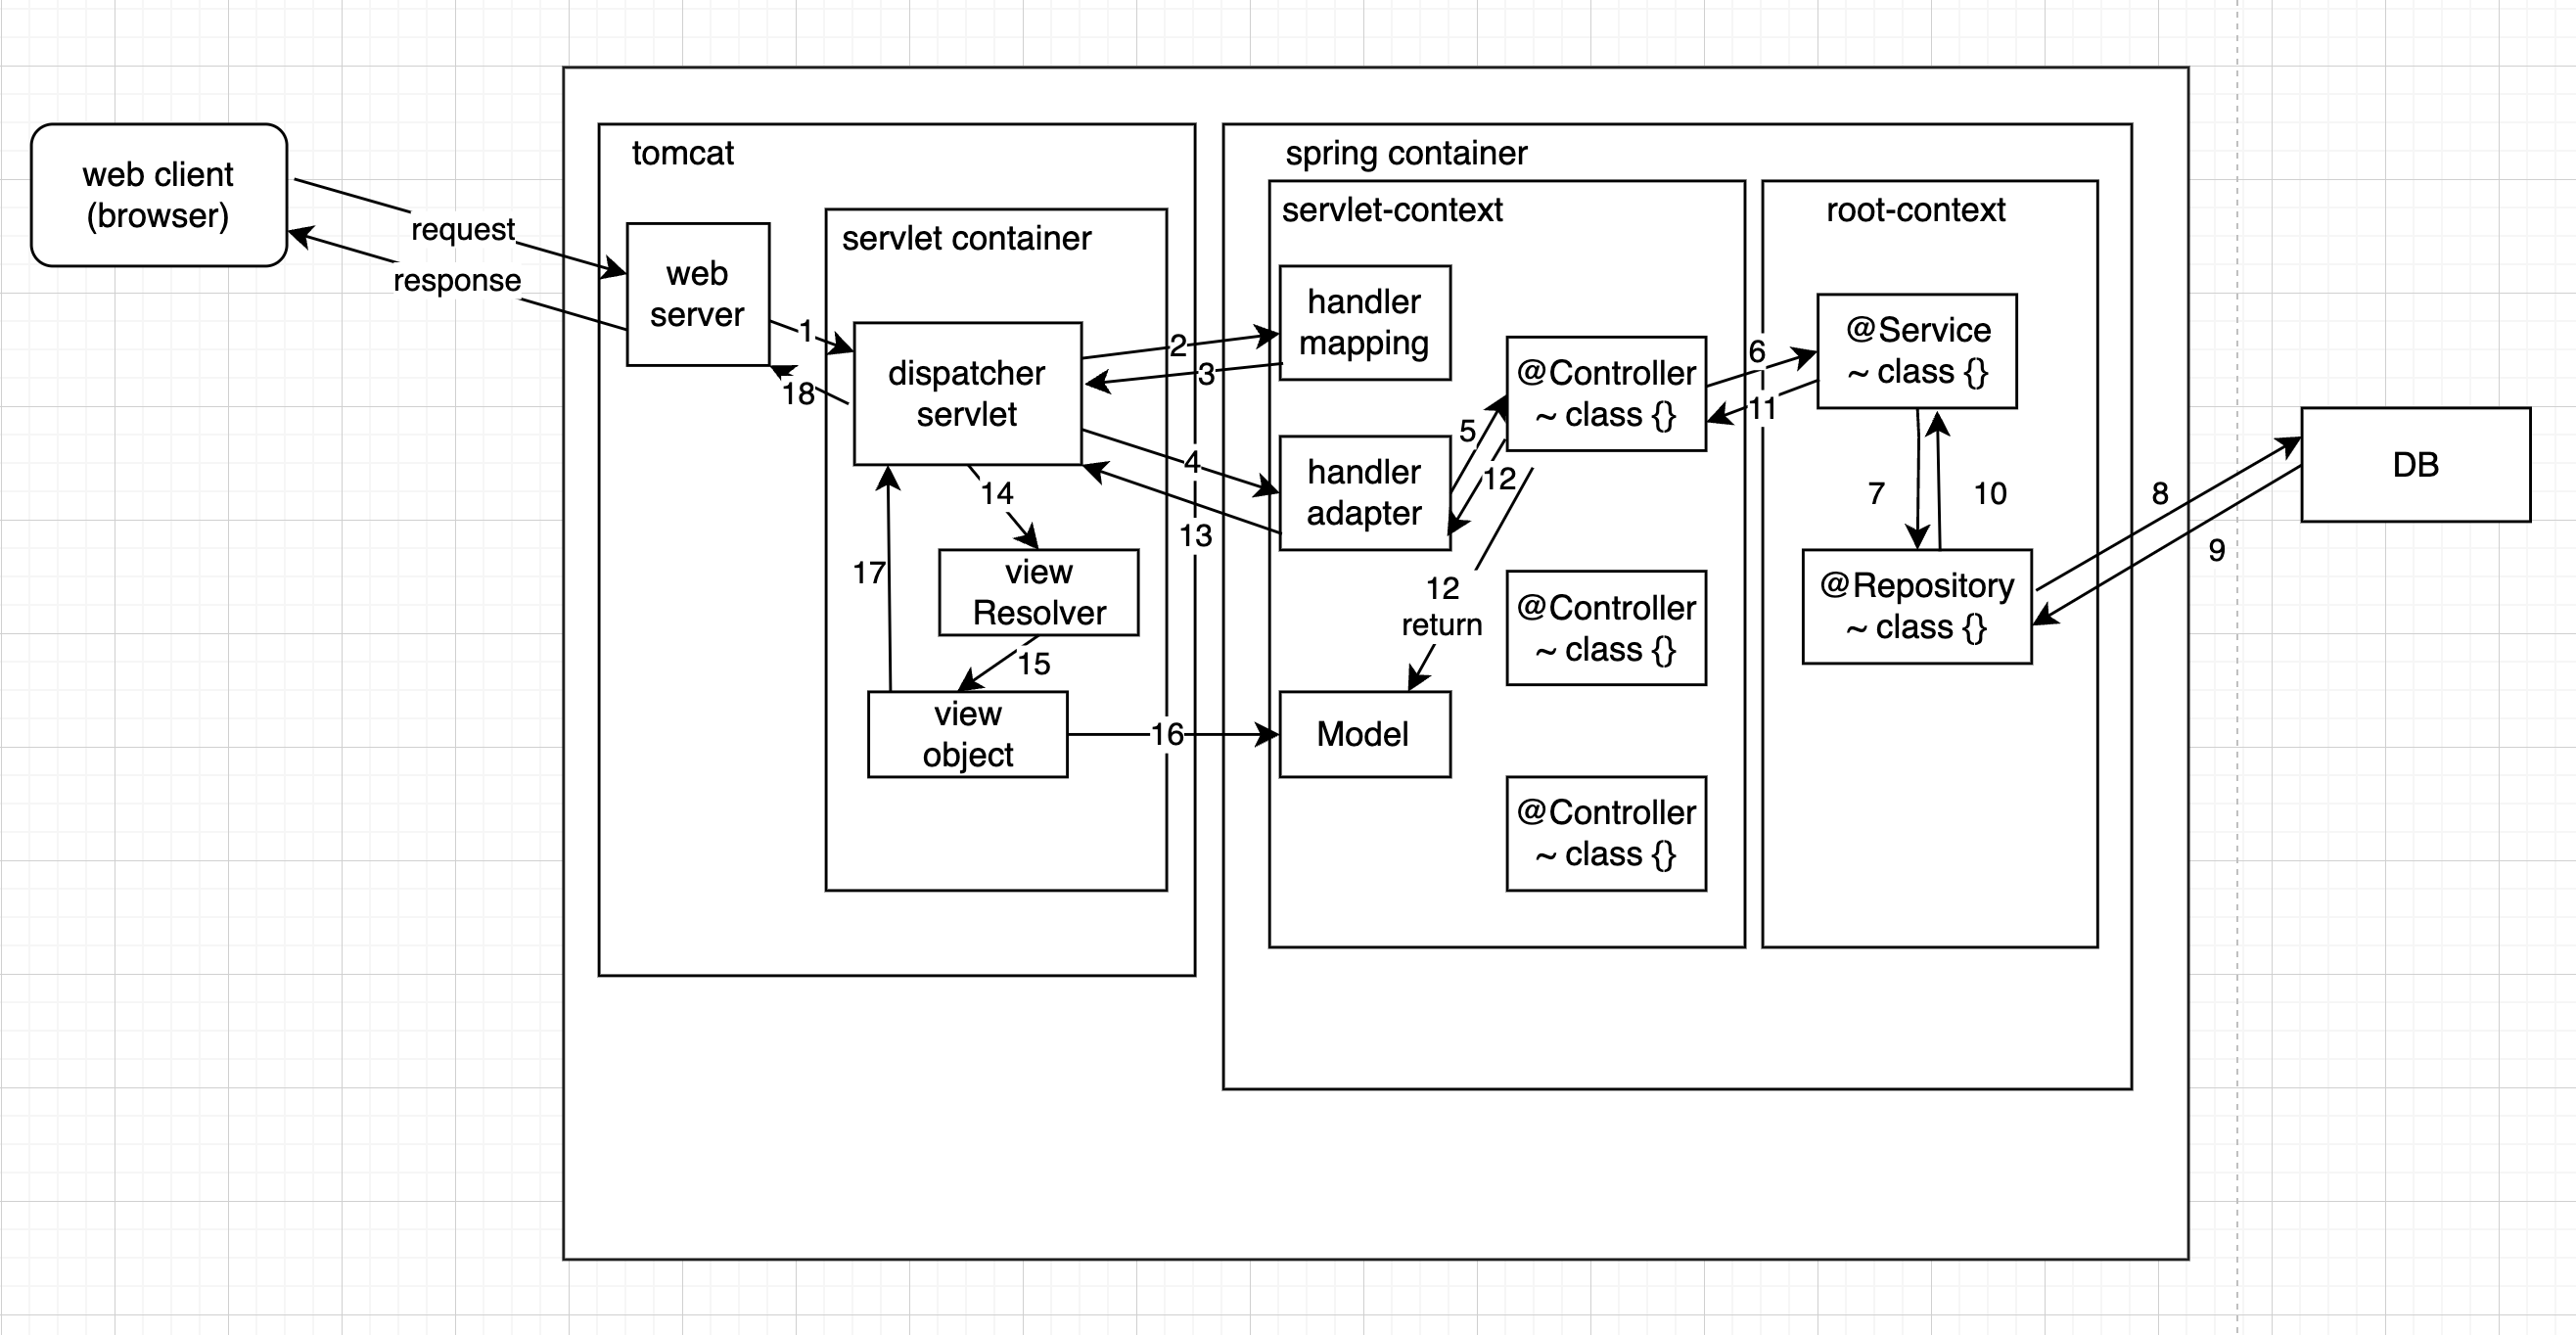 web client
(browser)
request
response
tomcat
web
server
servlet container
1
18
dispatcher
servlet
2
3
4
13
14
17
view
Resolver
15
view
object
16
spring container
servlet-context
handler
mapping
handler
adapter
5
12
@Controller
~ class {}
12
return
@Controller
~ class {}
Model
@Controller
~ class {}
root-context
6
11
@Service
~ class {}
7
10
@Repository
~ class {}
8
9
DB